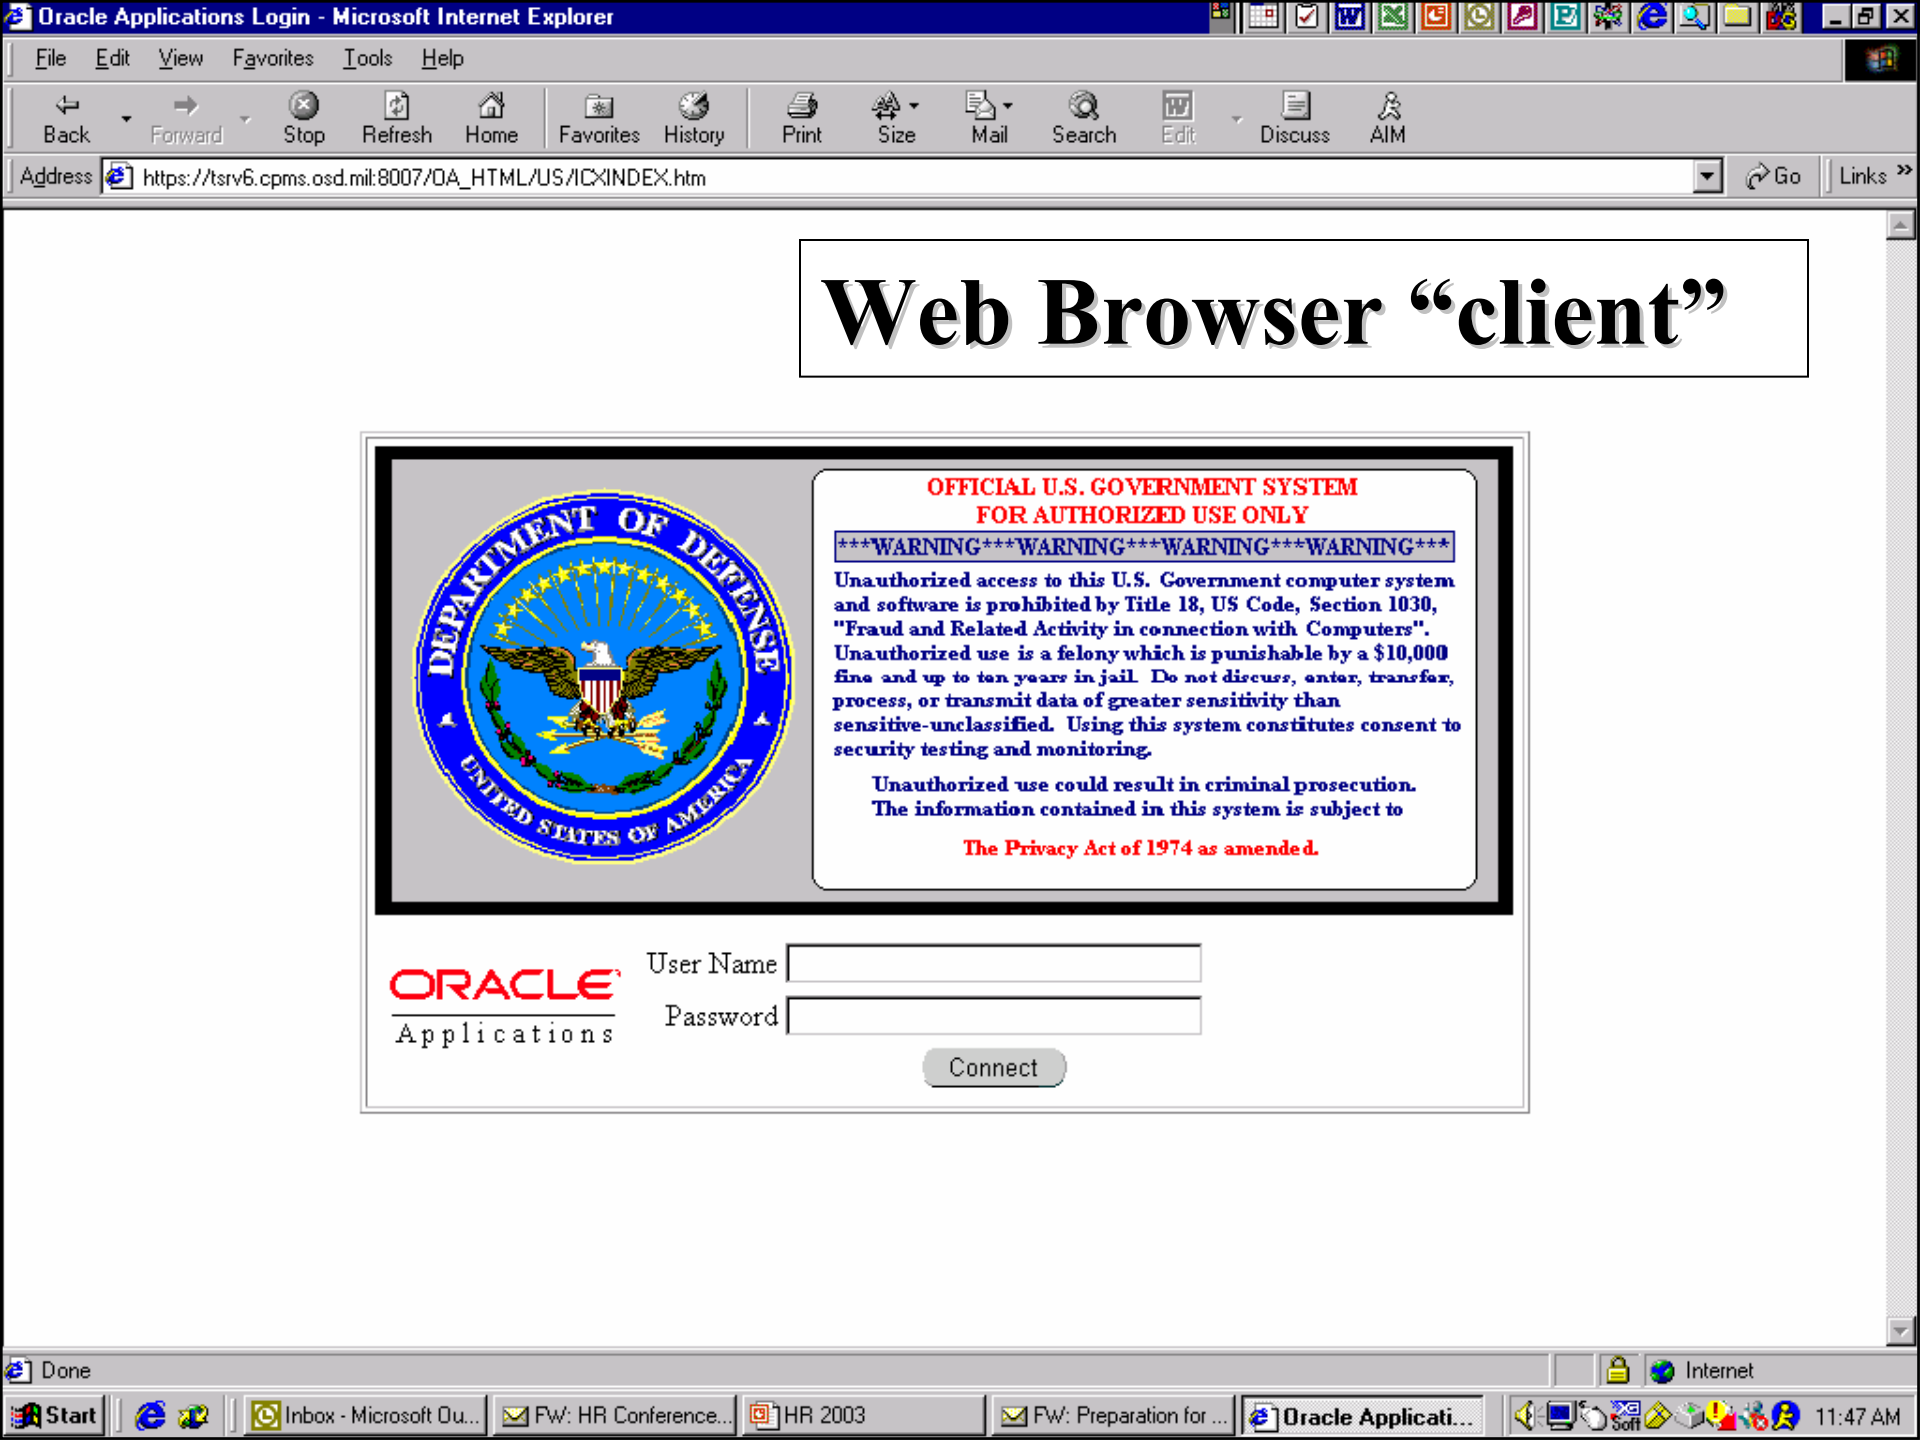 Oracle Applications Login - Microsoft Internet Explorer
File Edit View Favorites Tools Help
Back Forward Stop Refresh Home Favorites History Print Size Mail Search Edit Discuss AIM
Address https://tsrv6.cpms.osd.mil:8007/OA_HTML/US/ICXINDEX.htm Go Links »
Web Browser “client”
DEPARTMENT OF DEFENSE
UNITED STATES OF AMERICA
OFFICIAL U.S. GOVERNMENT SYSTEM
FOR AUTHORIZED USE ONLY
***WARNING***WARNING***WARNING***WARNING***
Unauthorized access to this U.S. Government computer system
and software is prohibited by Title 18, US Code, Section 1030,
"Fraud and Related Activity in connection with Computers".
Unauthorized use is a felony which is punishable by a $10,000
fine and up to ten years in jail. Do not discuss, enter, transfer,
process, or transmit data of greater sensitivity than
sensitive-unclassified. Using this system constitutes consent to
security testing and monitoring.
Unauthorized use could result in criminal prosecution.
The information contained in this system is subject to
The Privacy Act of 1974 as amended.
ORACLE
Applications
User Name
Password
Connect
Done Internet
Start Inbox - Microsoft Ou... FW: HR Conference... HR 2003 FW: Preparation for ... Oracle Applicati... 11:47 AM